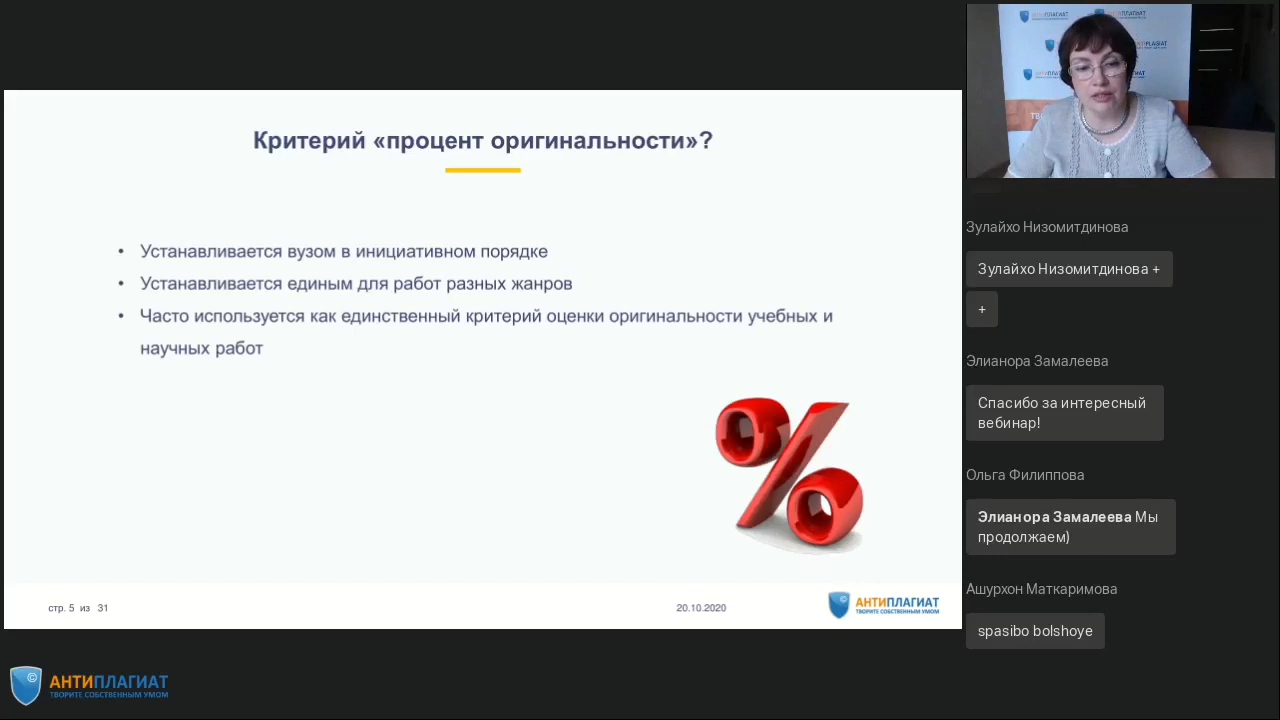 Критерий «процент оригинальности»?
• Устанавливается вузом в инициативном порядке
• Устанавливается единым для работ разных жанров
• Часто используется как единственный критерий оценки оригинальности учебных и
научных работ
стр. 5 из 31
20.10.2020
АНТИПЛАГИАТ
ТВОРИТЕ СОБСТВЕННЫМ УМОМ
©
АНТИПЛАГИАТ
ТВОРИТЕ СОБСТВЕННЫМ УМОМ
Зулайхо Низомитдинова
Зулайхо Низомитдинова +
+
Элианора Замалеева
Спасибо за интересный
вебинар!
Ольга Филиппова
Элианора Замалеева Мы
продолжаем)
Ашурхон Маткаримова
spasibo bolshoye